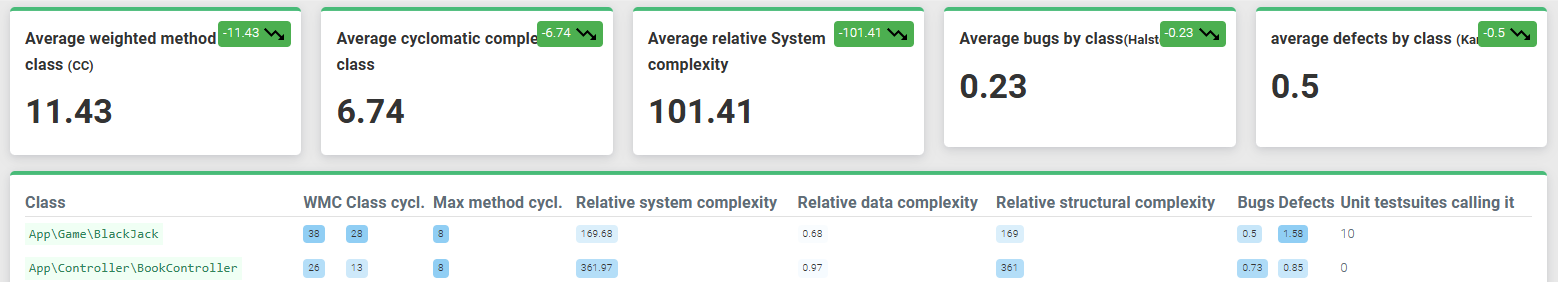 Average weighted method -11.43
class (CC)
11.43
Average cyclomatic comple -6.74
class
6.74
Average relative System -101.41
complexity
101.41
Average bugs by class(Halst -0.23
0.23
average defects by class (Ka -0.5
0.5
Class WMC Class cycl. Max method cycl. Relative system complexity Relative data complexity Relative structural complexity Bugs Defects Unit testsuites calling it
App\Game\BlackJack 38 28 8 169.68 0.68 169 0.5 1.58 10
App\Controller\BookController 26 13 8 361.97 0.97 361 0.73 0.85 0